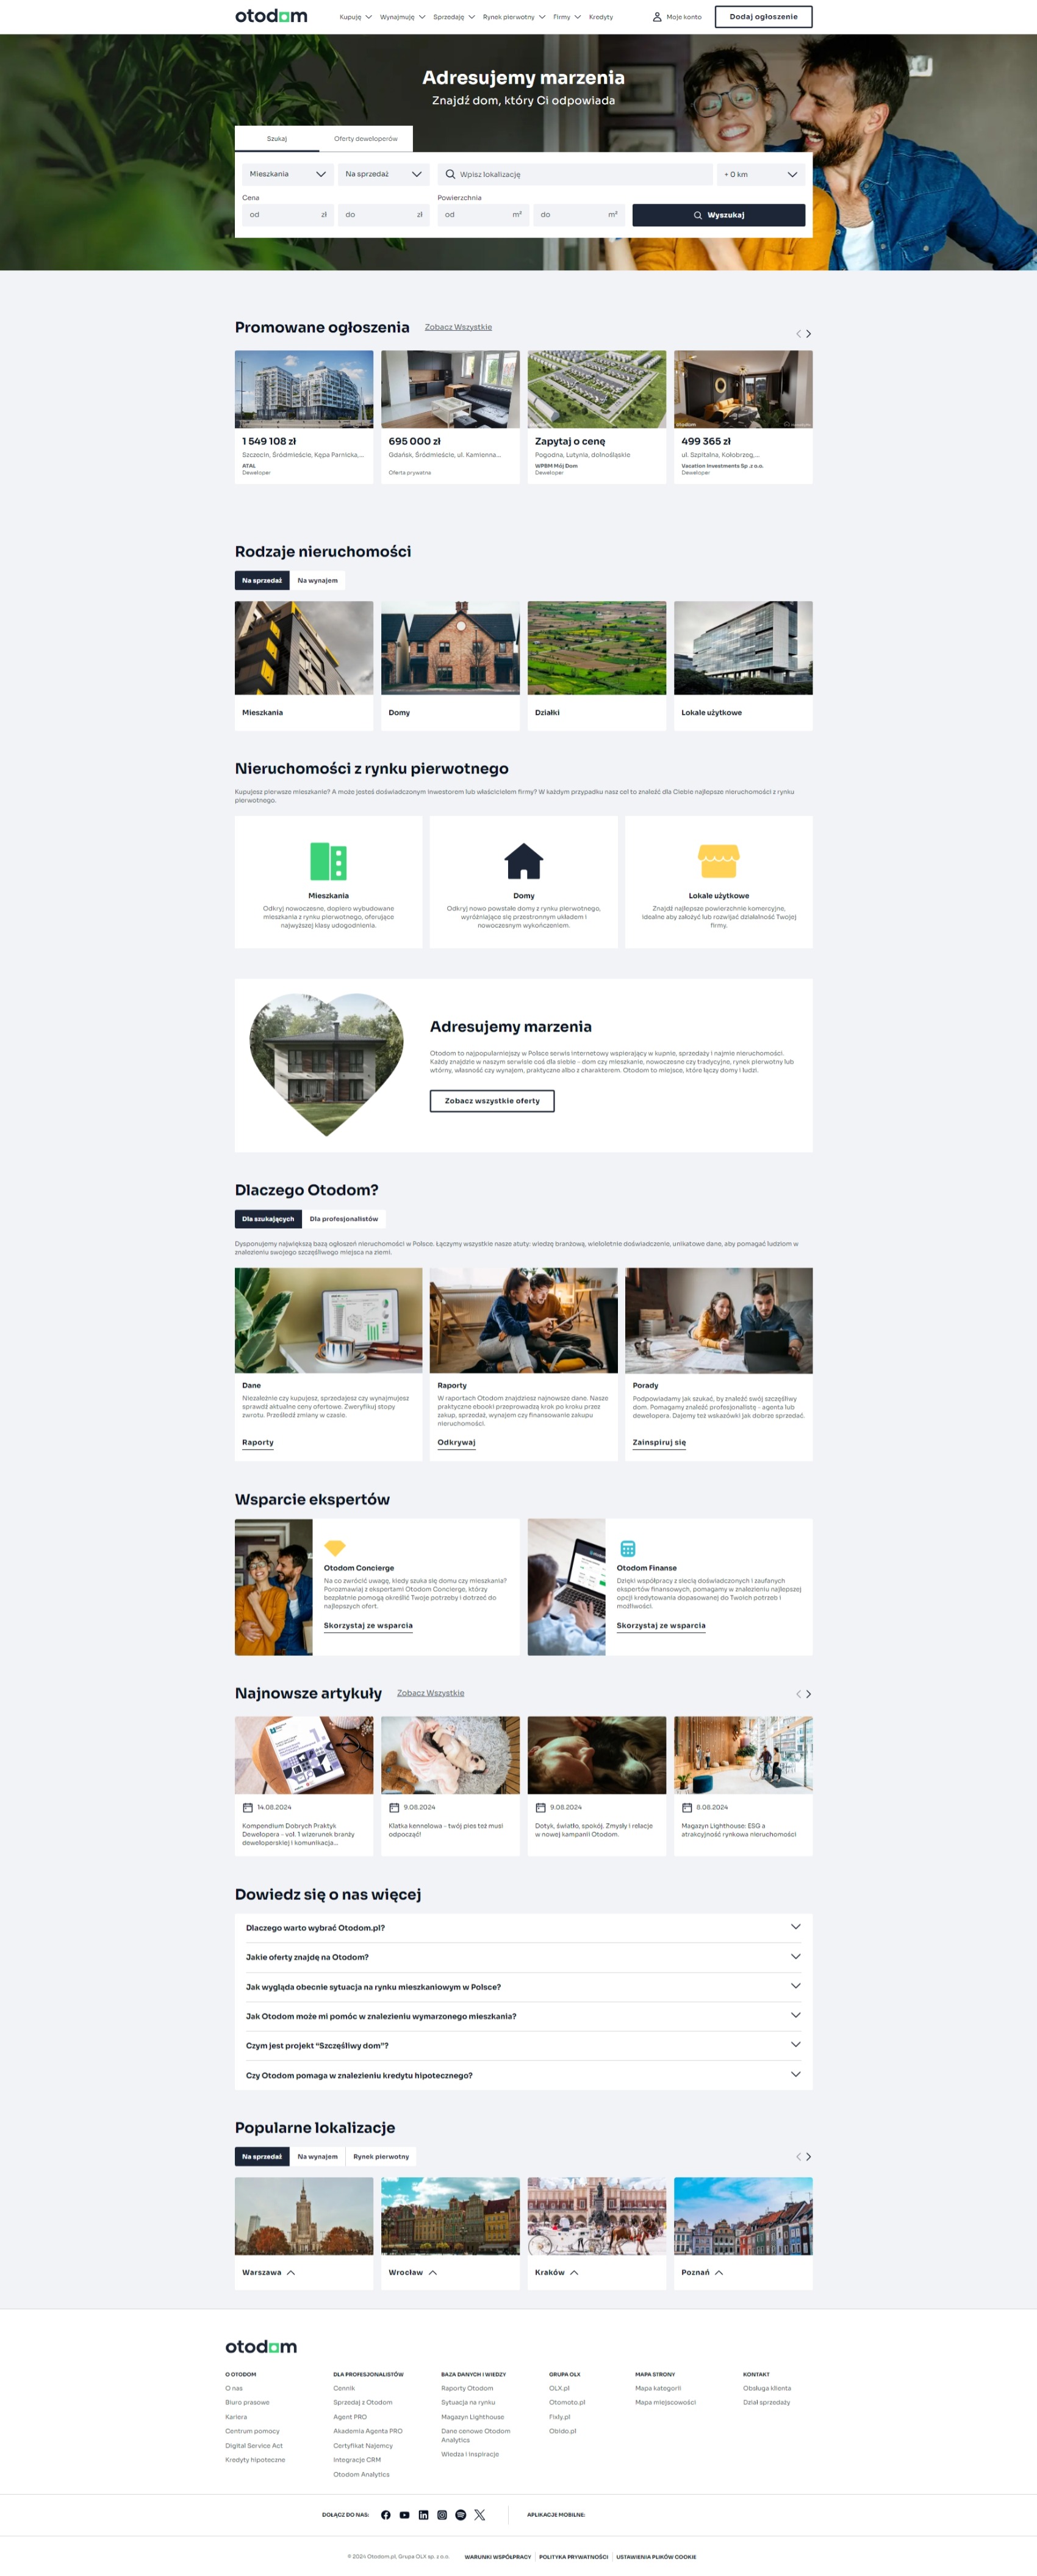 otodom
Kupuję Wynajmuję Sprzedaję Rynek pierwotny Firmy Kredyty
Moje konto
Dodaj ogłoszenie
Adresujemy marzenia
Znajdź dom, który Ci odpowiada
Szukaj Oferty deweloperów
Mieszkania Na sprzedaż Wpisz lokalizację + 0 km
Cena Powierzchnia
od zł do zł od m² do m² Wyszukaj
Promowane ogłoszenia Zobacz Wszystkie
1 549 108 zł
Szczecin, Śródmieście, Kępa Parnicka,...
ATAL
Deweloper
695 000 zł
Gdańsk, Śródmieście, ul. Kamienna...
Oferta prywatna
Zapytaj o cenę
Pogodna, Lutynia, dolnośląskie
WPBM Mój Dom
Deweloper
otodom
499 365 zł
ul. Szpitalna, Kołobrzeg,...
Vacation Investments Sp .z o.o.
Deweloper
Rodzaje nieruchomości
Na sprzedaż Na wynajem
Mieszkania
Domy
Działki
Lokale użytkowe
Nieruchomości z rynku pierwotnego
Kupujesz pierwsze mieszkanie? A może jesteś doświadczonym inwestorem lub właścicielem firmy? W każdym przypadku nasz cel to znaleźć dla Ciebie najlepsze nieruchomości z rynku
pierwotnego.
Mieszkania
Odkryj nowoczesne, dopiero wybudowane
mieszkania z rynku pierwotnego, oferujące
najwyższej klasy udogodnienia.
Domy
Odkryj nowo powstałe domy z rynku pierwotnego,
wyróżniające się przestronnym układem i
nowoczesnym wykończeniem.
Lokale użytkowe
Znajdź najlepsze powierzchnie komercyjne,
idealne aby założyć lub rozwijać działalność Twojej
firmy.
Adresujemy marzenia
Otodom to najpopularniejszy w Polsce serwis internetowy wspierający w kupnie, sprzedaży i najmie nieruchomości.
Każdy znajdzie w naszym serwisie coś dla siebie - dom czy mieszkanie, nowoczesne czy tradycyjne, rynek pierwotny lub
wtórny, własność czy wynajem, praktyczne albo z charakterem. Otodom to miejsce, które łączy domy i ludzi.
Zobacz wszystkie oferty
Dlaczego Otodom?
Dla szukających Dla profesjonalistów
Dysponujemy największą bazą ogłoszeń nieruchomości w Polsce. Łączymy wszystkie nasze atuty: wiedzę branżową, wieloletnie doświadczenie, unikatowe dane, aby pomagać ludziom w
znalezieniu swojego szczęśliwego miejsca na ziemi.
Dane
Niezależnie czy kupujesz, sprzedajesz czy wynajmujesz
sprawdź aktualne ceny ofertowe. Zweryfikuj stopy
zwrotu. Prześledź zmiany w czasie.
Raporty
Raporty
W raportach Otodom znajdziesz najnowsze dane. Nasze
praktyczne ebooki przeprowadzą krok po kroku przez
zakup, sprzedaż, wynajem czy finansowanie zakupu
nieruchomości.
Odkrywaj
Porady
Podpowiadamy jak szukać, by znaleźć swój szczęśliwy
dom. Pomagamy znaleźć profesjonalistę - agenta lub
dewelopera. Dajemy też wskazówki jak dobrze sprzedać.
Zainspiruj się
Wsparcie ekspertów
Otodom Concierge
Na co zwrócić uwagę, kiedy szuka się domu czy mieszkania?
Porozmawiaj z ekspertami Otodom Concierge, którzy
bezpłatnie pomogą określić Twoje potrzeby i dotrzeć do
najlepszych ofert.
Skorzystaj ze wsparcia
Otodom Finanse
Dzięki współpracy z siecią doświadczonych i zaufanych
ekspertów finansowych, pomagamy w znalezieniu najlepszej
opcji kredytowania dopasowanej do Twoich potrzeb i
możliwości.
Skorzystaj ze wsparcia
Najnowsze artykuły Zobacz Wszystkie
14.08.2024
Kompendium Dobrych Praktyk
Dewelopera - vol. 1 wizerunek branży
deweloperskiej i komunikacja...
9.08.2024
Klatka kennelowa - twój pies też musi
odpocząć!
9.08.2024
Dotyk, światło, spokój. Zmysły i relacje
w nowej kampanii Otodom.
8.08.2024
Magazyn Lighthouse: ESG a
atrakcyjność rynkowa nieruchomości
Dowiedz się o nas więcej
Dlaczego warto wybrać Otodom.pl?
Jakie oferty znajdę na Otodom?
Jak wygląda obecnie sytuacja na rynku mieszkaniowym w Polsce?
Jak Otodom może mi pomóc w znalezieniu wymarzonego mieszkania?
Czym jest projekt “Szczęśliwy dom”?
Czy Otodom pomaga w znalezieniu kredytu hipotecznego?
Popularne lokalizacje
Na sprzedaż Na wynajem Rynek pierwotny
Warszawa
Wrocław
Kraków
Poznań
otodom
O OTODOM
O nas
Biuro prasowe
Kariera
Centrum pomocy
Digital Service Act
Kredyty hipoteczne
DLA PROFESJONALISTÓW
Cennik
Sprzedaj z Otodom
Agent PRO
Akademia Agenta PRO
Certyfikat Najemcy
Integracje CRM
Otodom Analytics
BAZA DANYCH I WIEDZY
Raporty Otodom
Sytuacja na rynku
Magazyn Lighthouse
Dane cenowe Otodom
Analytics
Wiedza i inspiracje
GRUPA OLX
OLX.pl
Otomoto.pl
Fixly.pl
Obido.pl
MAPA STRONY
Mapa kategorii
Mapa miejscowości
KONTAKT
Obsługa klienta
Dział sprzedaży
DOŁĄCZ DO NAS:
APLIKACJE MOBILNE:
© 2024 Otodom.pl, Grupa OLX sp. z o.o. WARUNKI WSPÓŁPRACY POLITYKA PRYWATNOŚCI USTAWIENIA PLIKÓW COOKIE